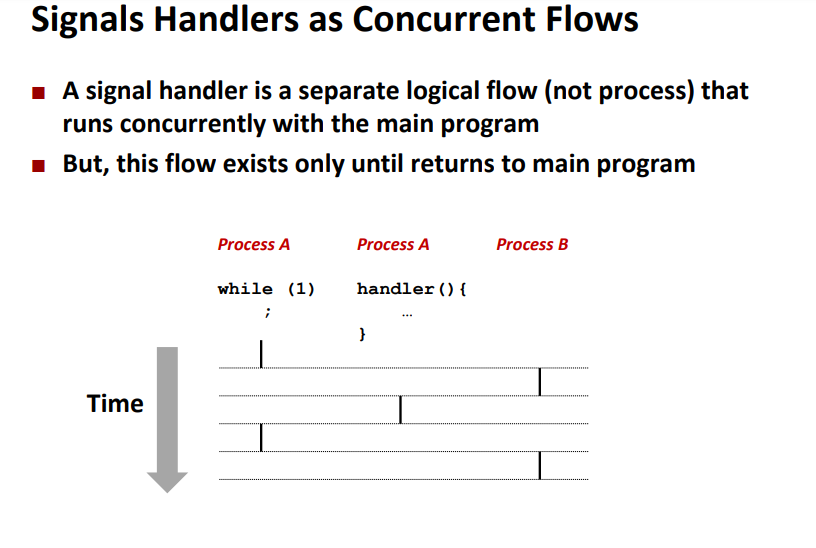 Signals Handlers as Concurrent Flows
A signal handler is a separate logical flow (not process) that
runs concurrently with the main program
But, this flow exists only until returns to main program
Process A Process A Process B
while (1) handler(){
; …
}
Time